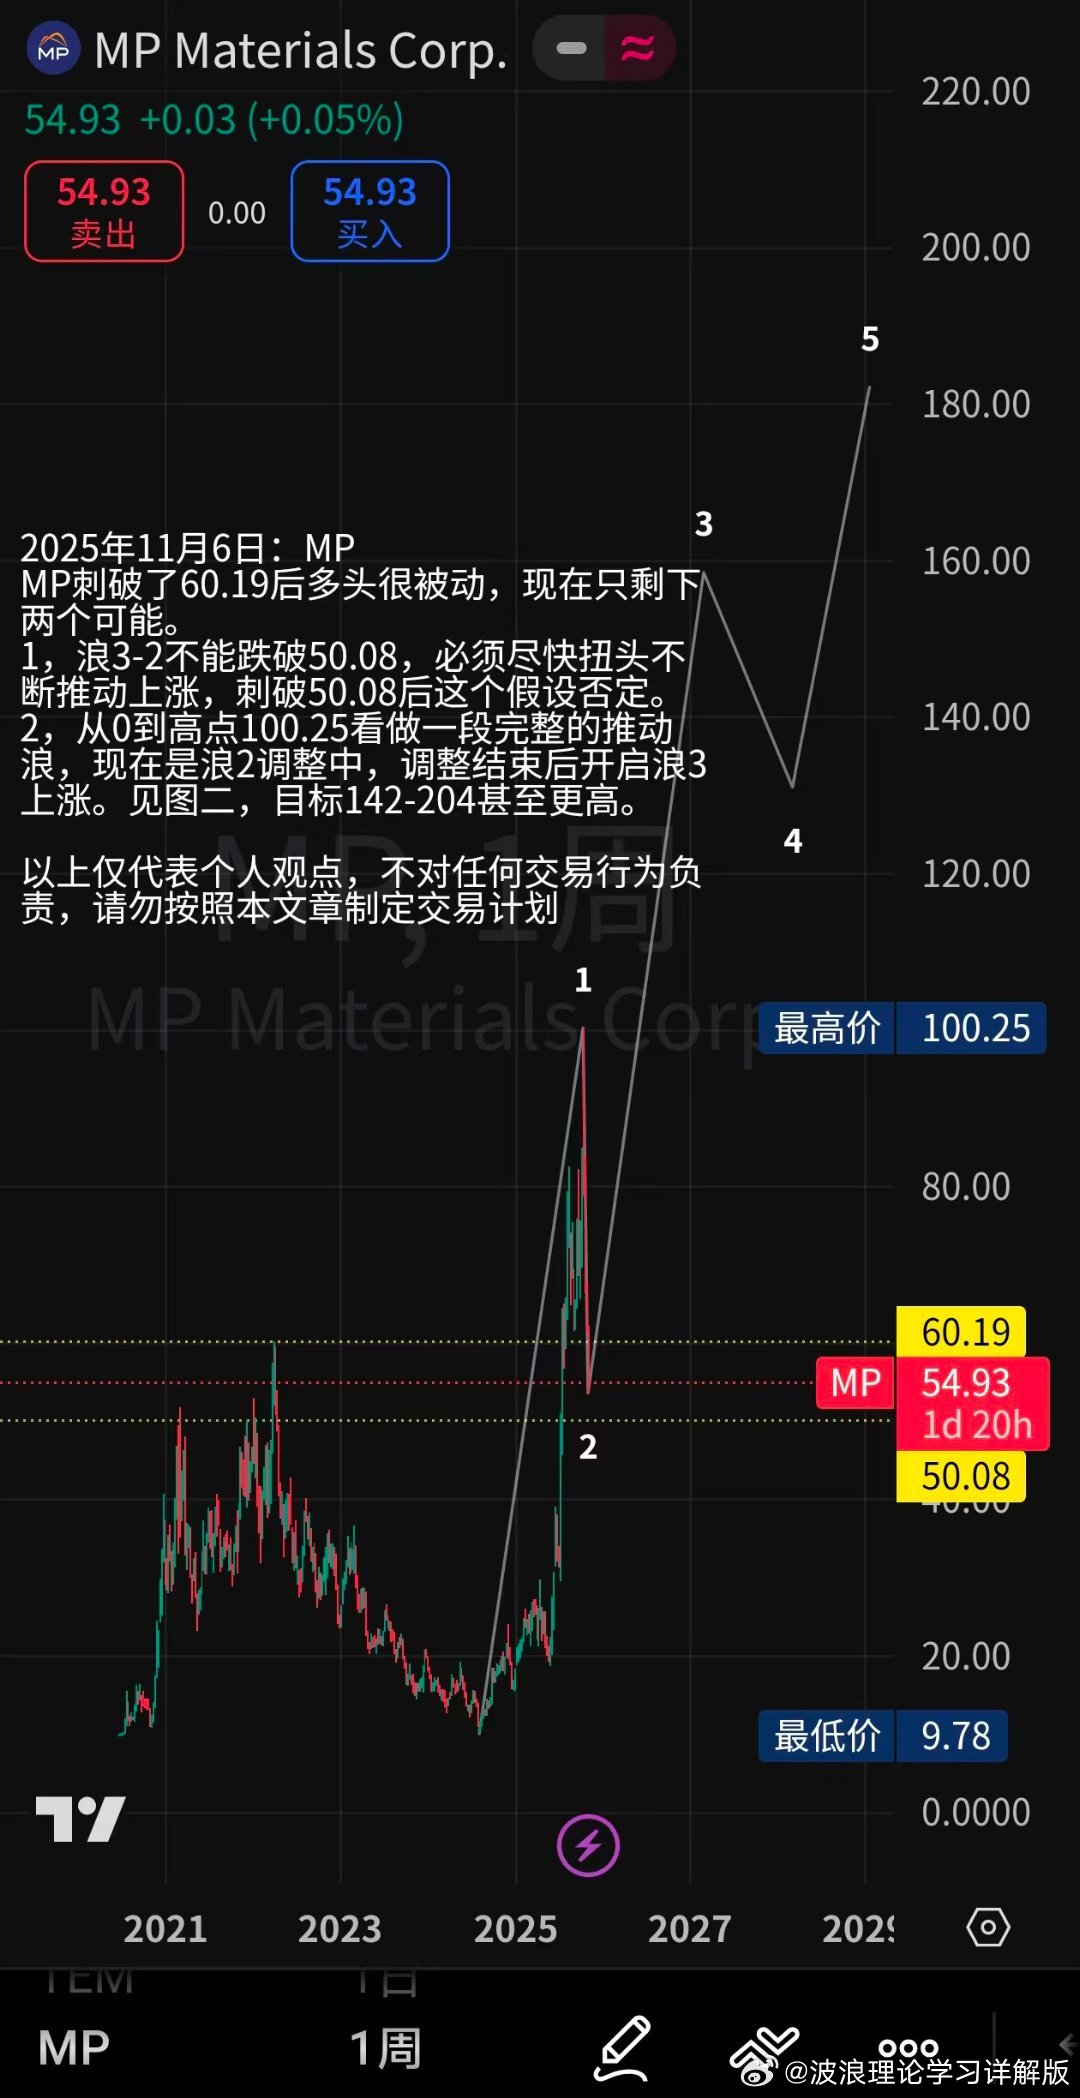 MP Materials Corp.
54.93 +0.03 (+0.05%)
54.93 0.00 54.93
卖出 买入
220.00
200.00
5
180.00
3
2025年11月6日：MP
MP刺破了60.19后多头很被动，现在只剩下
两个可能。
1，浪3-2不能跌破50.08，必须尽快扭头不
断推动上涨，刺破50.08后这个假设否定。
2，从0到高点100.25看做一段完整的推动
浪，现在是浪2调整中，调整结束后开启浪3
上涨。见图二，目标142-204甚至更高。
160.00
140.00
4
以上仅代表个人观点，不对任何交易行为负
责，请勿按照本文章制定交易计划
120.00
MP, 1周
MP Materials Corp
1
最高价 100.25
80.00
60.19
MP 54.93
1d 20h
2
50.08
40.00
20.00
最低价 9.78
0.0000
2021 2023 2025 2027 2029
TEM 1日
MP 1周
@波浪理论学习详解版